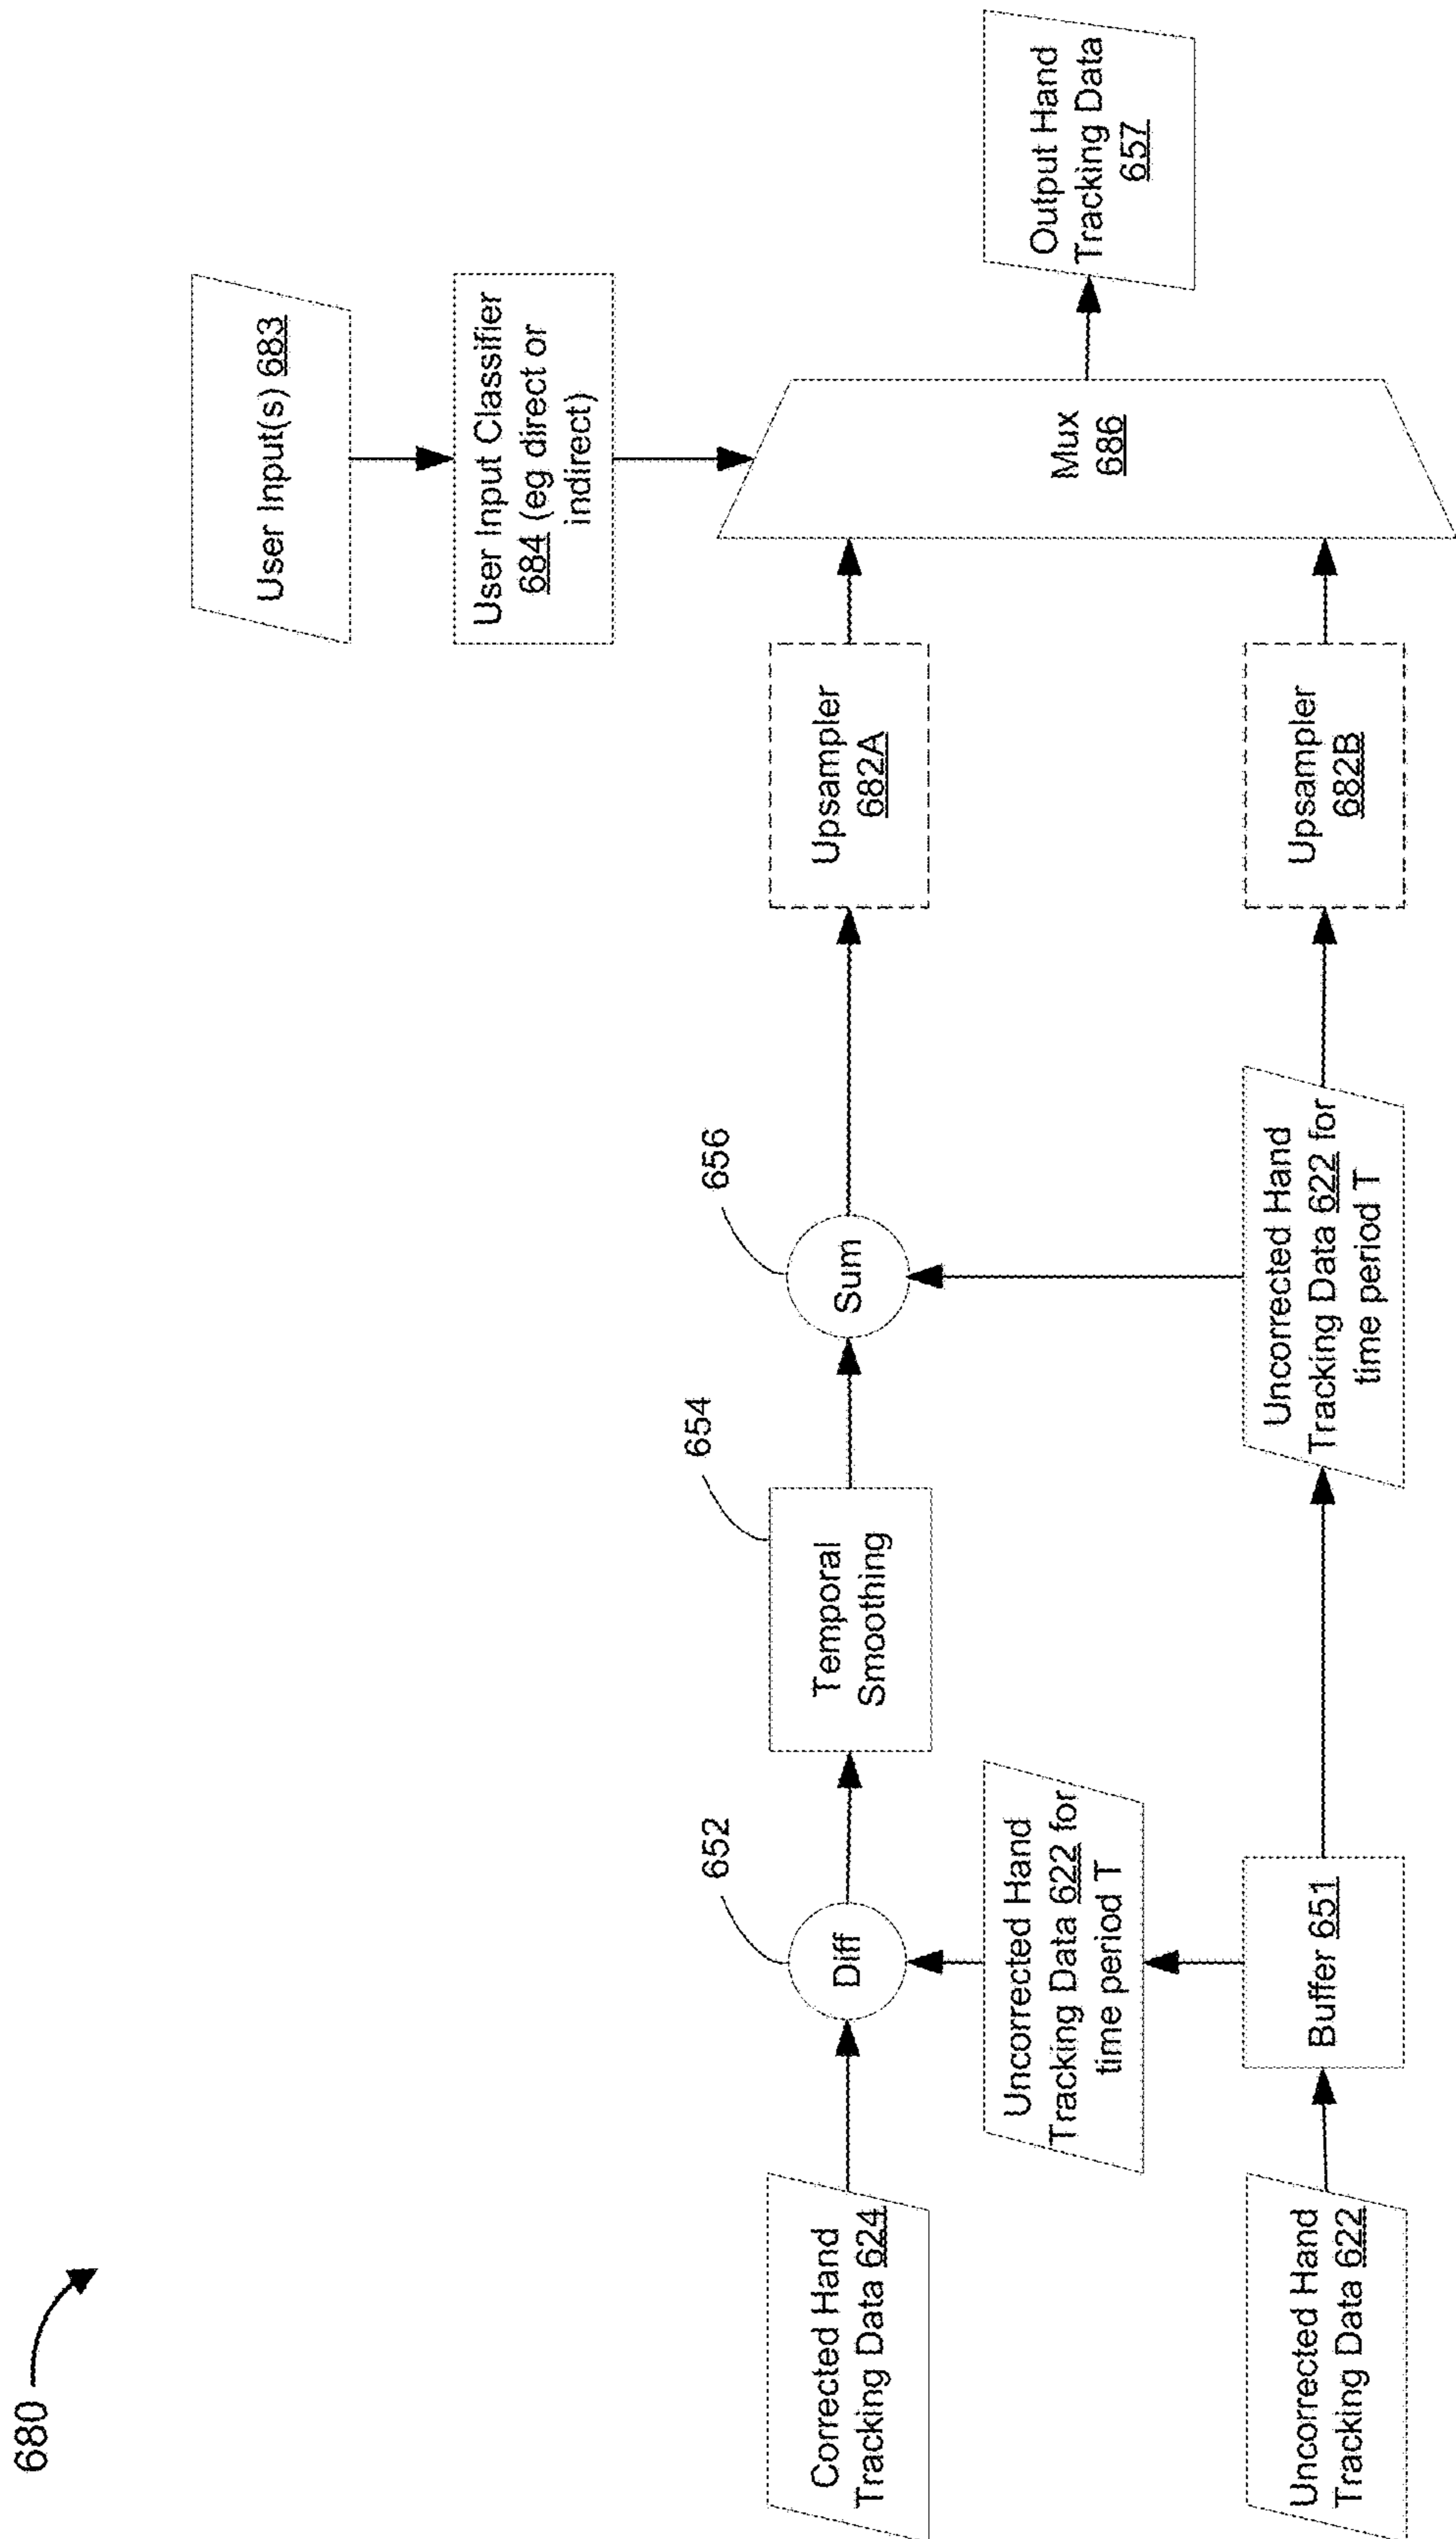 680
User Input(s) 683
User Input Classifier
684 (eg direct or
indirect)
652
654
656
Corrected Hand
Tracking Data 624
Diff
Temporal
Smoothing
Sum
Upsampler
682A
Uncorrected Hand
Tracking Data 622 for
time period T
Mux
686
Output Hand
Tracking Data
657
Uncorrected Hand
Tracking Data 622
Buffer 651
Uncorrected Hand
Tracking Data 622 for
time period T
Upsampler
682B